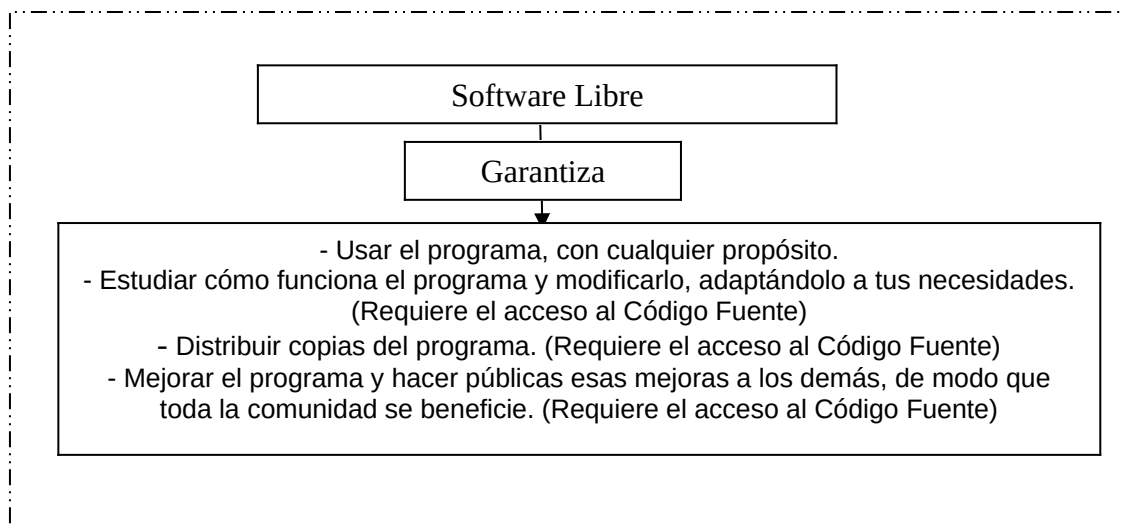 Software Libre
Garantiza
- Usar el programa, con cualquier propósito.
- Estudiar cómo funciona el programa y modificarlo, adaptándolo a tus necesidades.
(Requiere el acceso al Código Fuente)
- Distribuir copias del programa. (Requiere el acceso al Código Fuente)
- Mejorar el programa y hacer públicas esas mejoras a los demás, de modo que
toda la comunidad se beneficie. (Requiere el acceso al Código Fuente)